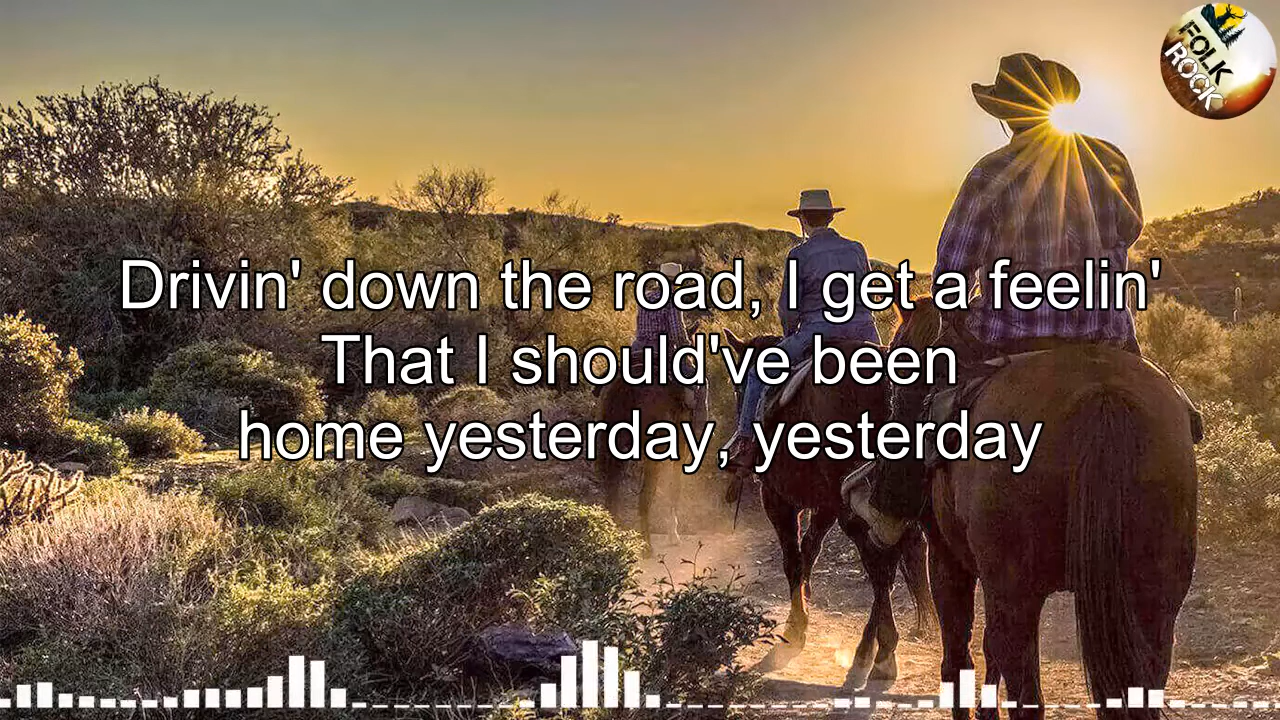 FOLK
ROCK
Drivin' down the road, I get a feelin'
That I should've been
home yesterday, yesterday